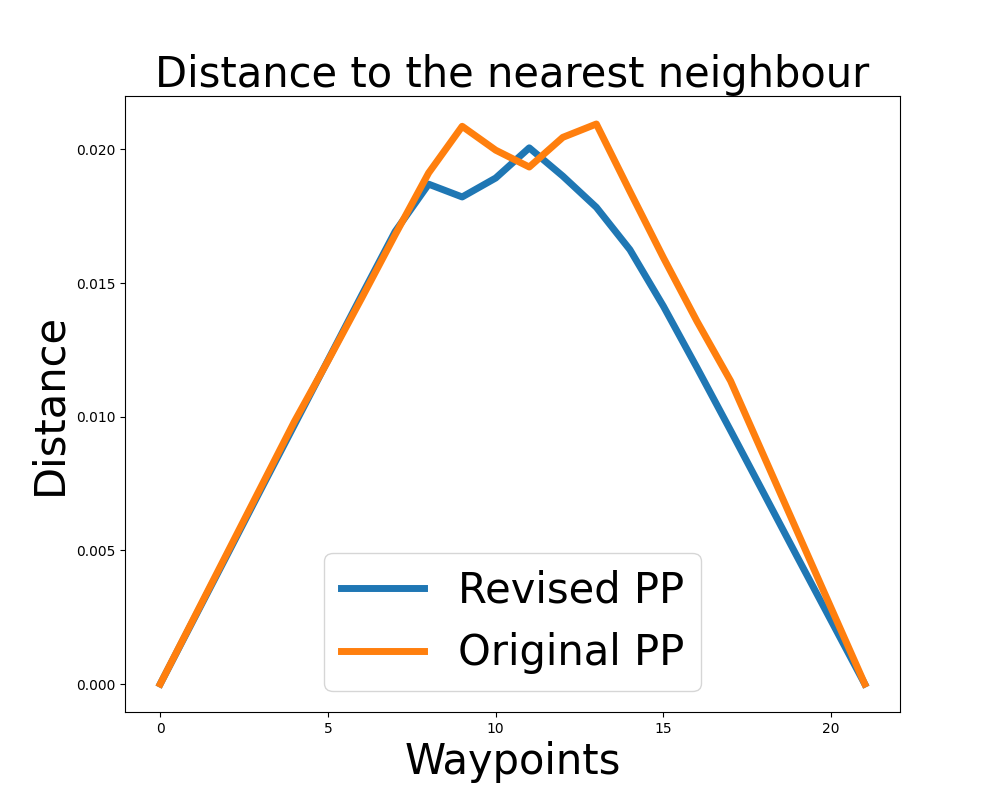 Distance to the nearest neighbour
Distance
0.020
0.015
0.010
0.005
0.000
Revised PP
Original PP
0 5 10 15 20
Waypoints